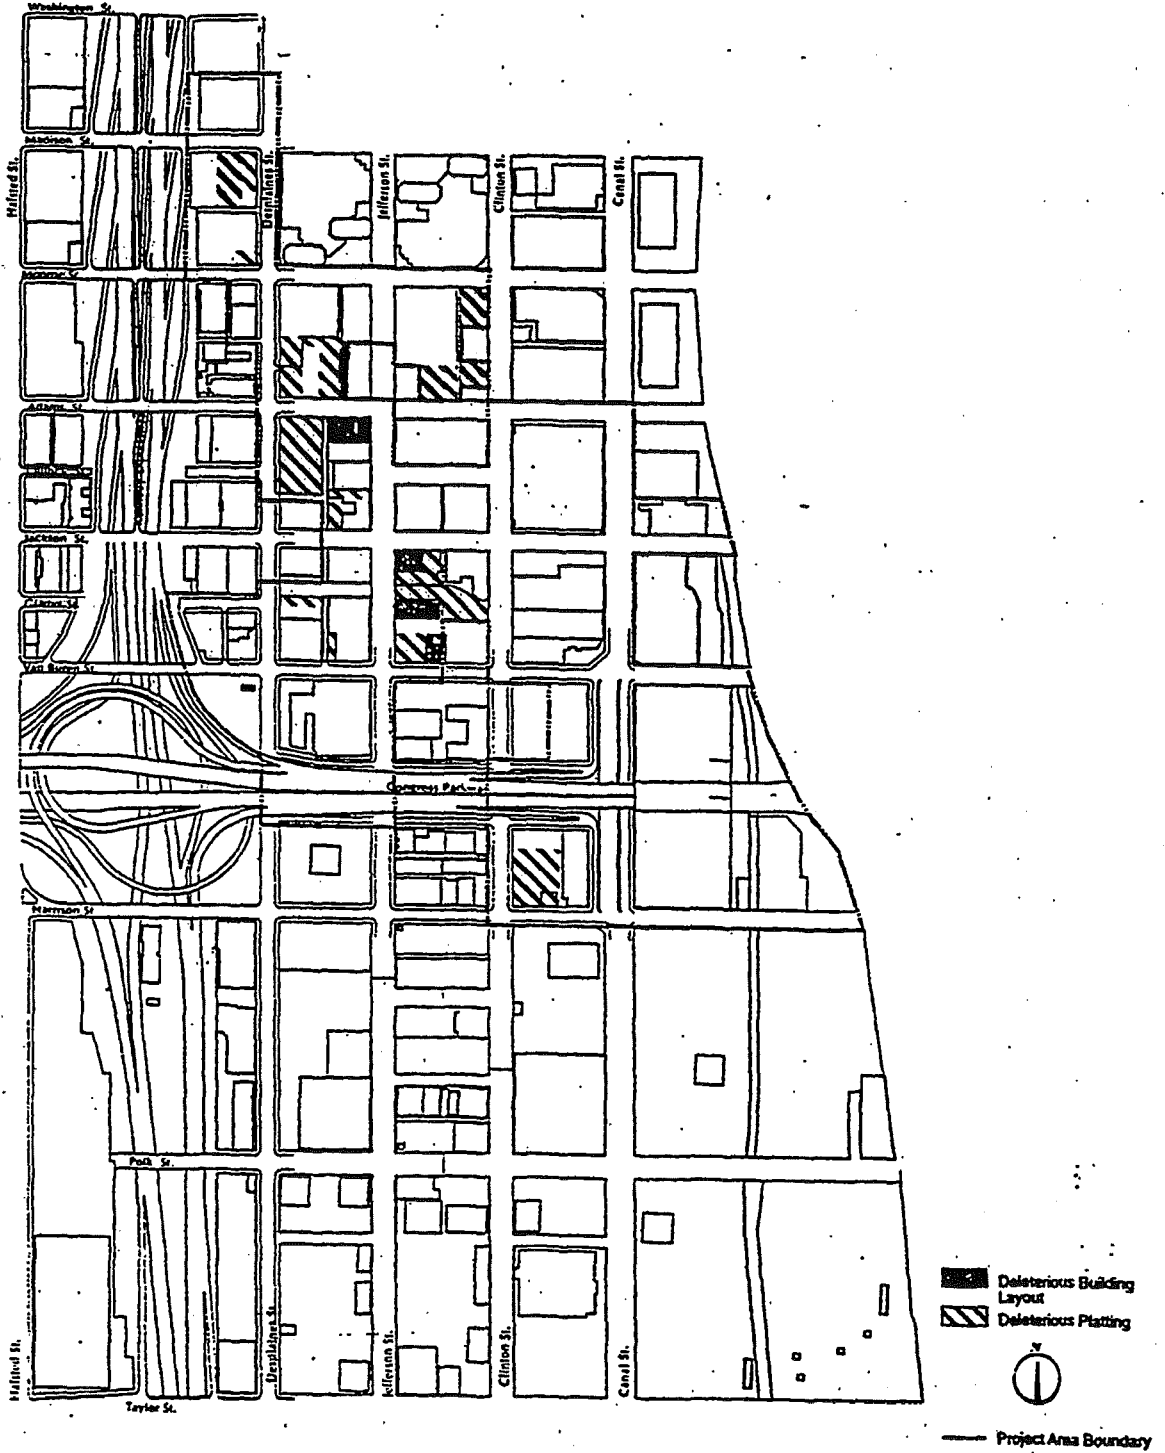 Washington St.
Madison St.
Halsted St.
Desplaines St.
Jefferson St.
Clinton St.
Canal St.
Monroe St.
Adams St.
Jackson St.
Van Buren St.
Congress Parkway
Harrison St
Polk St.
Halsted St.
Desplaines St.
Jefferson St.
Clinton St.
Canal St.
Taylor St.
Deleterious Building
Layout
Deleterious Platting
N
Project Area Boundary